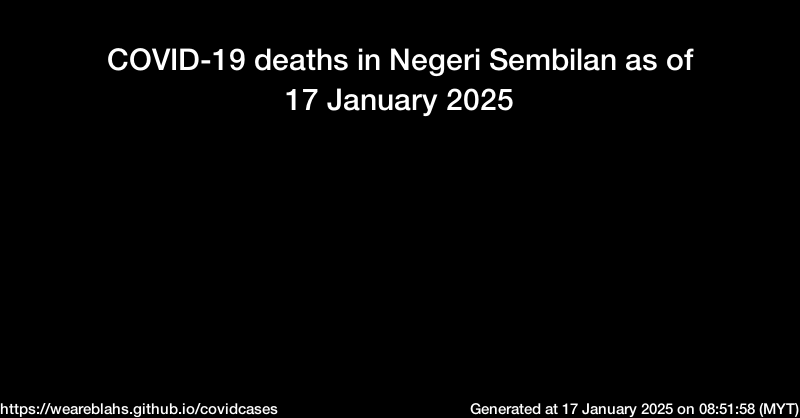 COVID-19 deaths in Negeri Sembilan as of
17 January 2025
https://weareblahs.github.io/covidcases
Generated at 17 January 2025 on 08:51:58 (MYT)